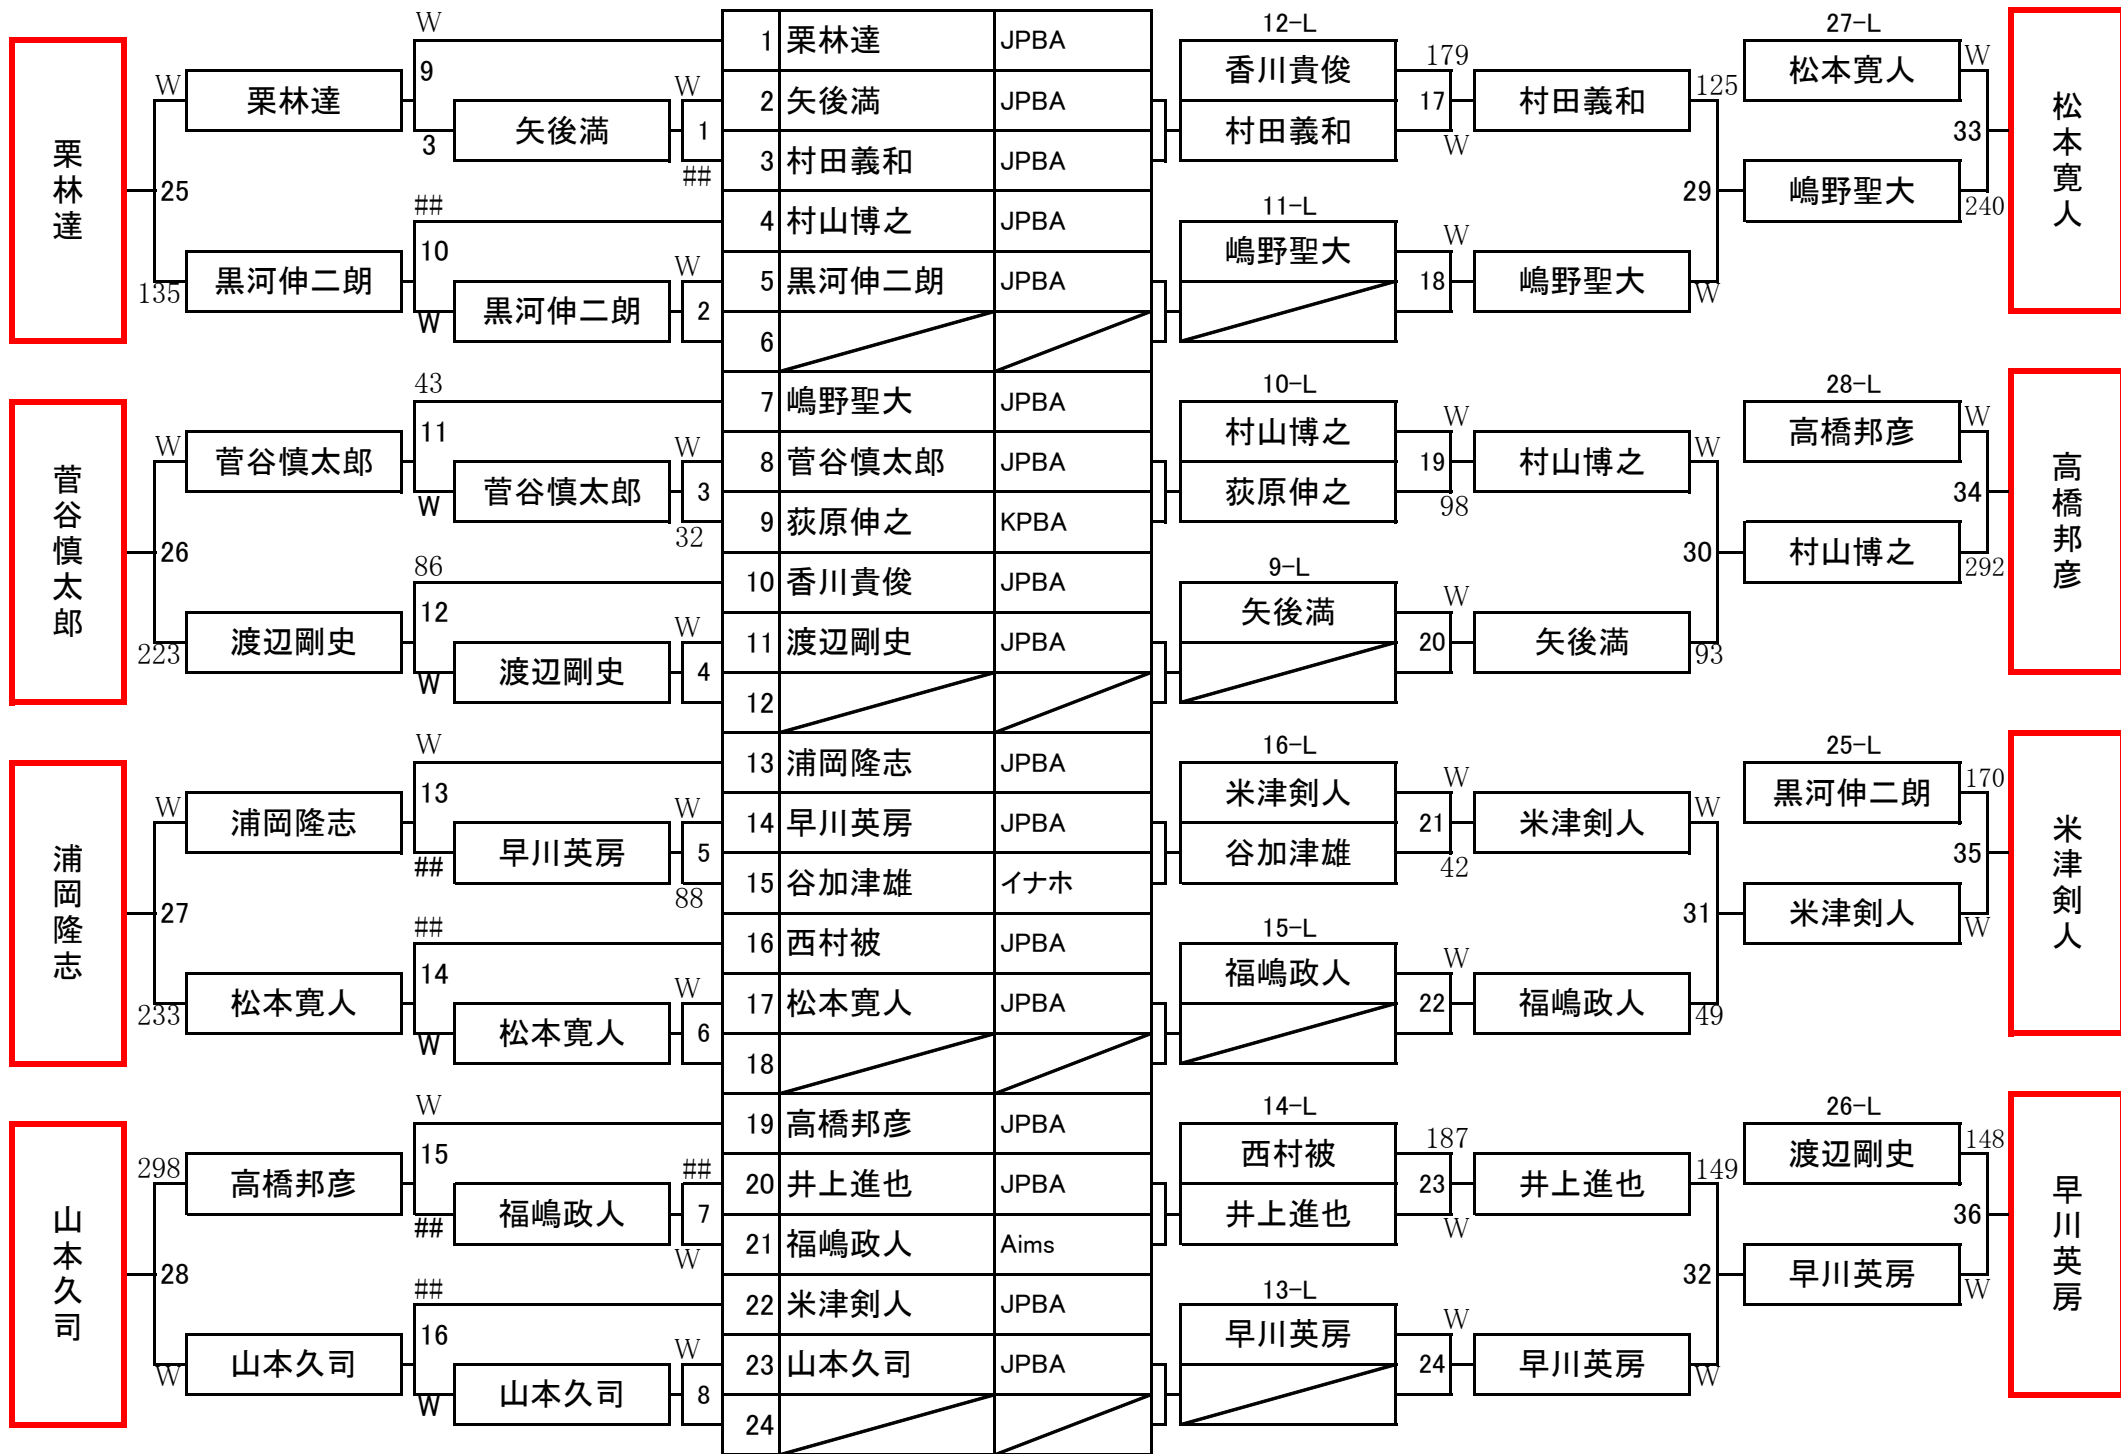 W
1 栗林達 JPBA
12-L
27-L
W 栗林達 9
矢後満 W 1 ##
2 矢後満 JPBA
香川貴俊 179
村田義和 W
17 村田義和 125
松本寛人 W
33
松本寛人
栗林達
3
3 村田義和 JPBA
25
##
4 村山博之 JPBA
11-L
29
嶋野聖大 240
135 黒河伸二朗 10
W 黒河伸二朗 W 2
5 黒河伸二朗 JPBA
嶋野聖大 W
18 嶋野聖大 W
6
43
7 嶋野聖大 JPBA
10-L
28-L
W 菅谷慎太郎 11
W 菅谷慎太郎 W 3 32
8 菅谷慎太郎 JPBA
村山博之 W
荻原伸之 98
19 村山博之 W
高橋邦彦 W
34
高橋邦彦
菅谷慎太郎
9 荻原伸之 KPBA
26
86
10 香川貴俊 JPBA
9-L
30
村山博之 292
223 渡辺剛史 12
W 渡辺剛史 W 4
11 渡辺剛史 JPBA
矢後満 W
20 矢後満 93
12
W
13 浦岡隆志 JPBA
16-L
25-L
W 浦岡隆志 13
## 早川英房 W 5 88
14 早川英房 JPBA
米津剣人 W
谷加津雄 42
21 米津剣人 W
黒河伸二朗 170
35
米津剣人
浦岡隆志
15 谷加津雄 イナホ
27
##
16 西村被 JPBA
15-L
31
米津剣人 W
233 松本寛人 14
W 松本寛人 W 6
17 松本寛人 JPBA
福嶋政人 W
22 福嶋政人 49
18
W
19 高橋邦彦 JPBA
14-L
26-L
298 高橋邦彦 15
## 福嶋政人 ## 7 W
20 井上進也 JPBA
西村被 187
井上進也 W
23 井上進也 149
渡辺剛史 148
36
早川英房
山本久司
21 福嶋政人 Aims
28
##
22 米津剣人 JPBA
13-L
32
早川英房 W
W 山本久司 16
W 山本久司 W 8
23 山本久司 JPBA
早川英房 W
24 早川英房 W
24